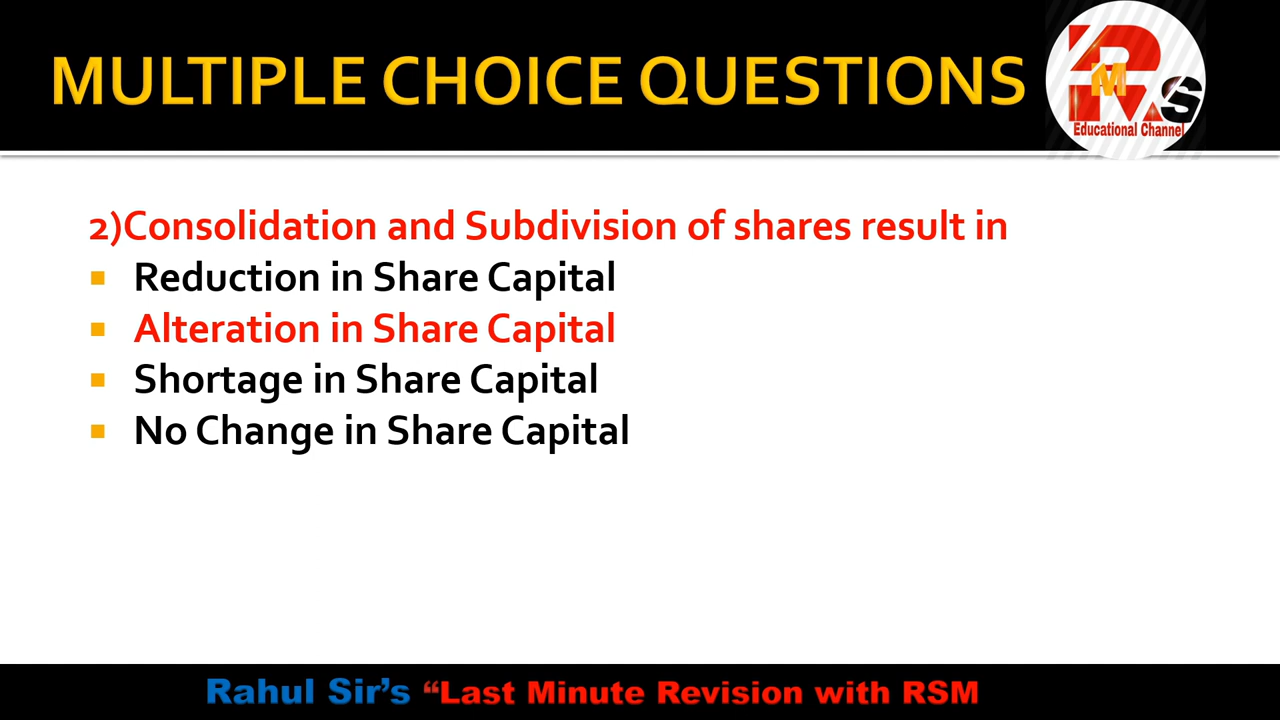 MULTIPLE CHOICE QUESTIONS
RMS
Educational Channel
2)Consolidation and Subdivision of shares result in
Reduction in Share Capital
Alteration in Share Capital
Shortage in Share Capital
No Change in Share Capital
Rahul Sir's “Last Minute Revision with RSM